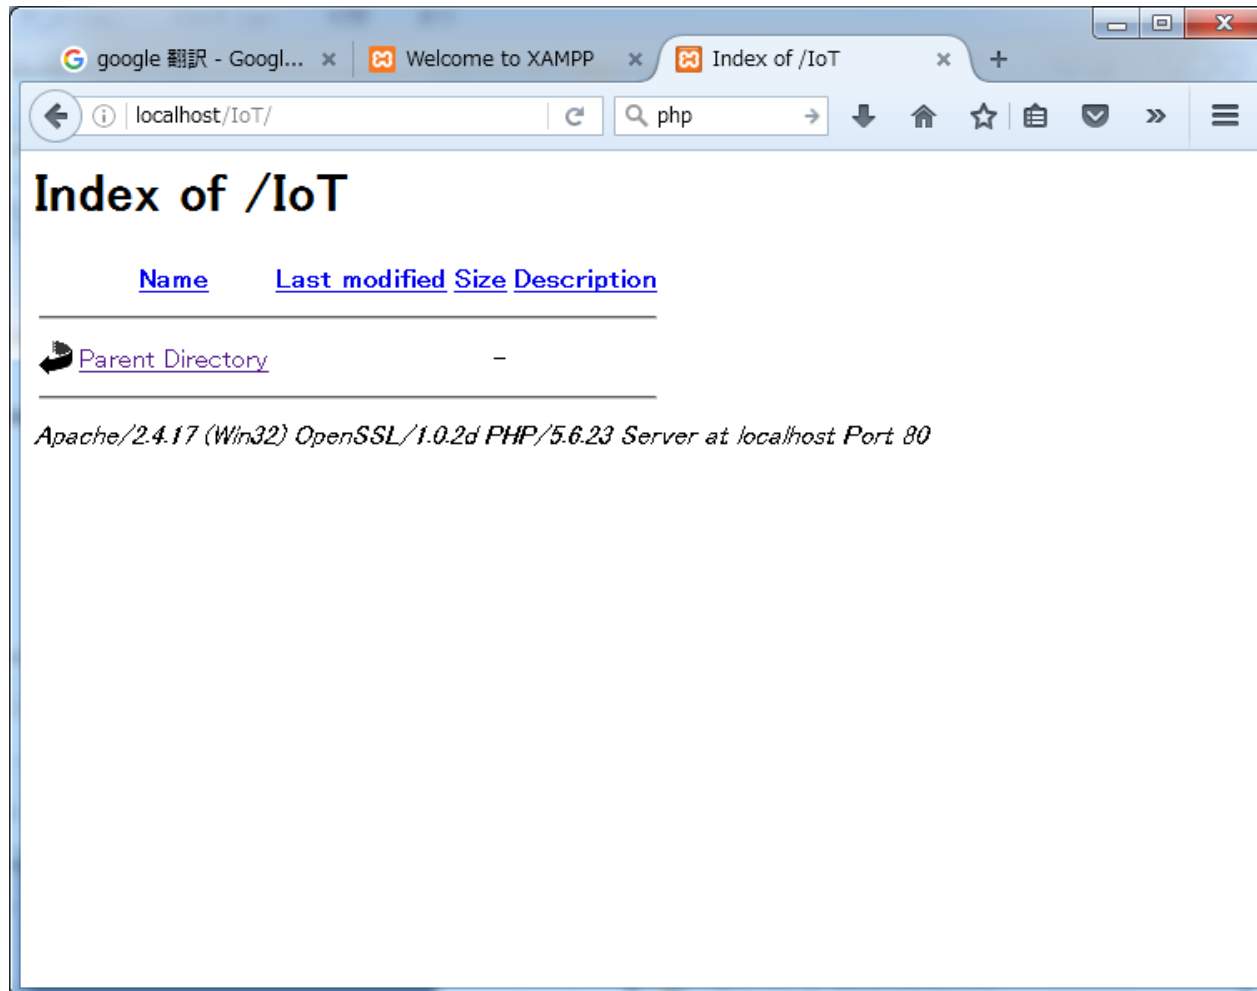 google 翻訳 - Googl...
Welcome to XAMPP
Index of /IoT
localhost/IoT/
php
Index of /IoT
Name Last modified Size Description
Parent Directory -
Apache/2.4.17 (Win32) OpenSSL/1.0.2d PHP/5.6.23 Server at localhost Port 80